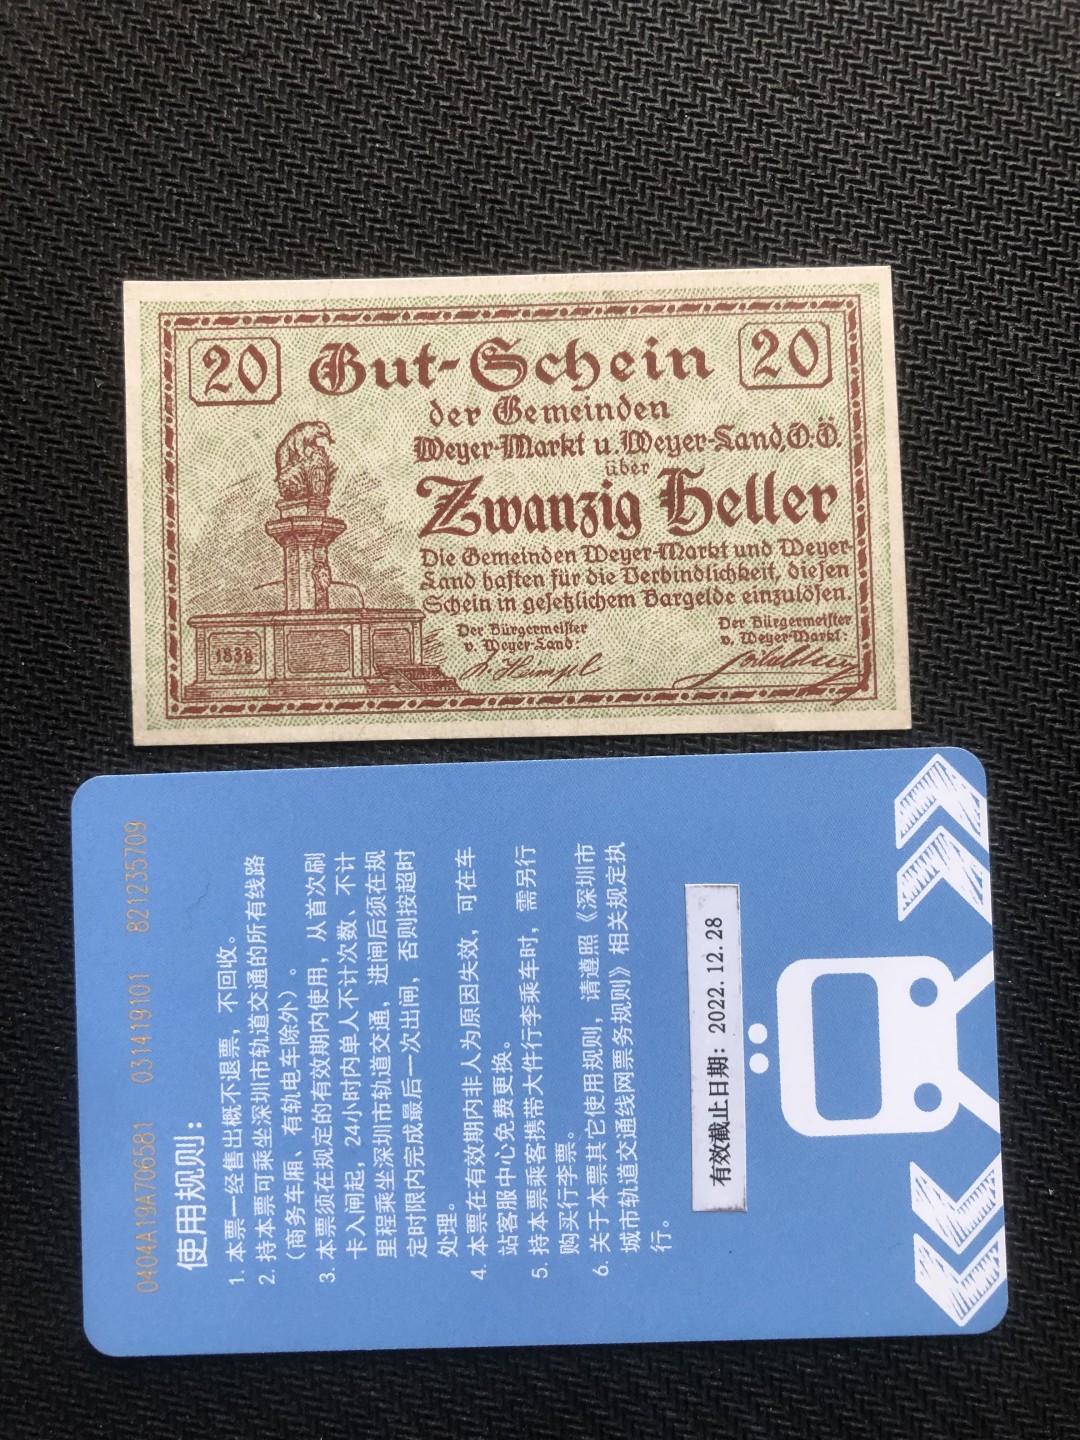 20
Gut-Schein
20
der Gemeinden
Weyer-Markt u. Weyer-Land, O.Ö.
über
Zwanzig Heller
Die Gemeinden Weyer-Markt und Weyer-
Land haften für die Verbindlichkeit, diesen
Schein in gesetzlichem Bargelde einzulösen.
Der Bürgermeister
v. Weyer-Land:
Der Bürgermeister
v. Weyer-Markt:
1838
0404A19A706581 031419101 821235709
使用规则：
1. 本票一经售出概不退票，不回收。
2. 持本票可乘坐深圳市轨道交通的所有线路
（商务车厢、有轨电车除外）。
3. 本票须在规定的有效期内使用，从首次刷
卡入闸起，24小时内单人不计次数、不计
里程乘坐深圳市轨道交通，进闸后须在规
定时限内完成最后一次出闸，否则按超时
处理。
4. 本票在有效期内非人为原因失效，可在车
站客服中心免费更换。
5. 持本票乘客携带大件行李乘车时，需另行
购买行李票。
6. 关于本票其它使用规则，请遵照《深圳市
城市轨道交通线网票务规则》相关规定执
行。
有效截止日期：2022.12.28